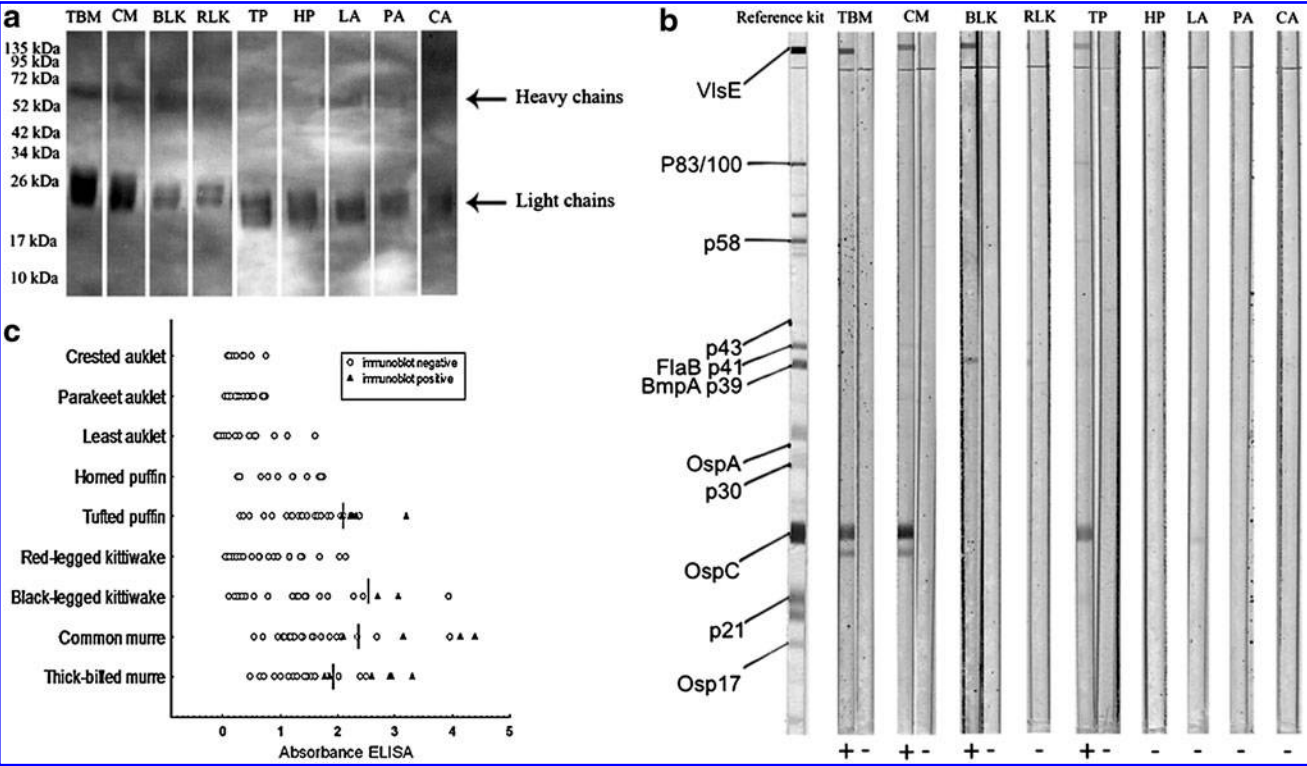 a
TBM CM BLK RLK TP HP LA PA CA
135 kDa
95 kDa
72 kDa
52 kDa
42 kDa
34 kDa
26 kDa
17 kDa
10 kDa
Heavy chains
Light chains
b
Reference kit TBM CM BLK RLK TP HP LA PA CA
VlsE
P83/100
p58
p43
FlaB p41
BmpA p39
OspA
p30
OspC
p21
Osp17
+ - + - + - - + - - - - -
c
immunoblot negative
immunoblot positive
Crested auklet
Parakeet auklet
Least auklet
Horned puffin
Tufted puffin
Red-legged kittiwake
Black-legged kittiwake
Common murre
Thick-billed murre
0 1 2 3 4 5
Absorbance ELISA